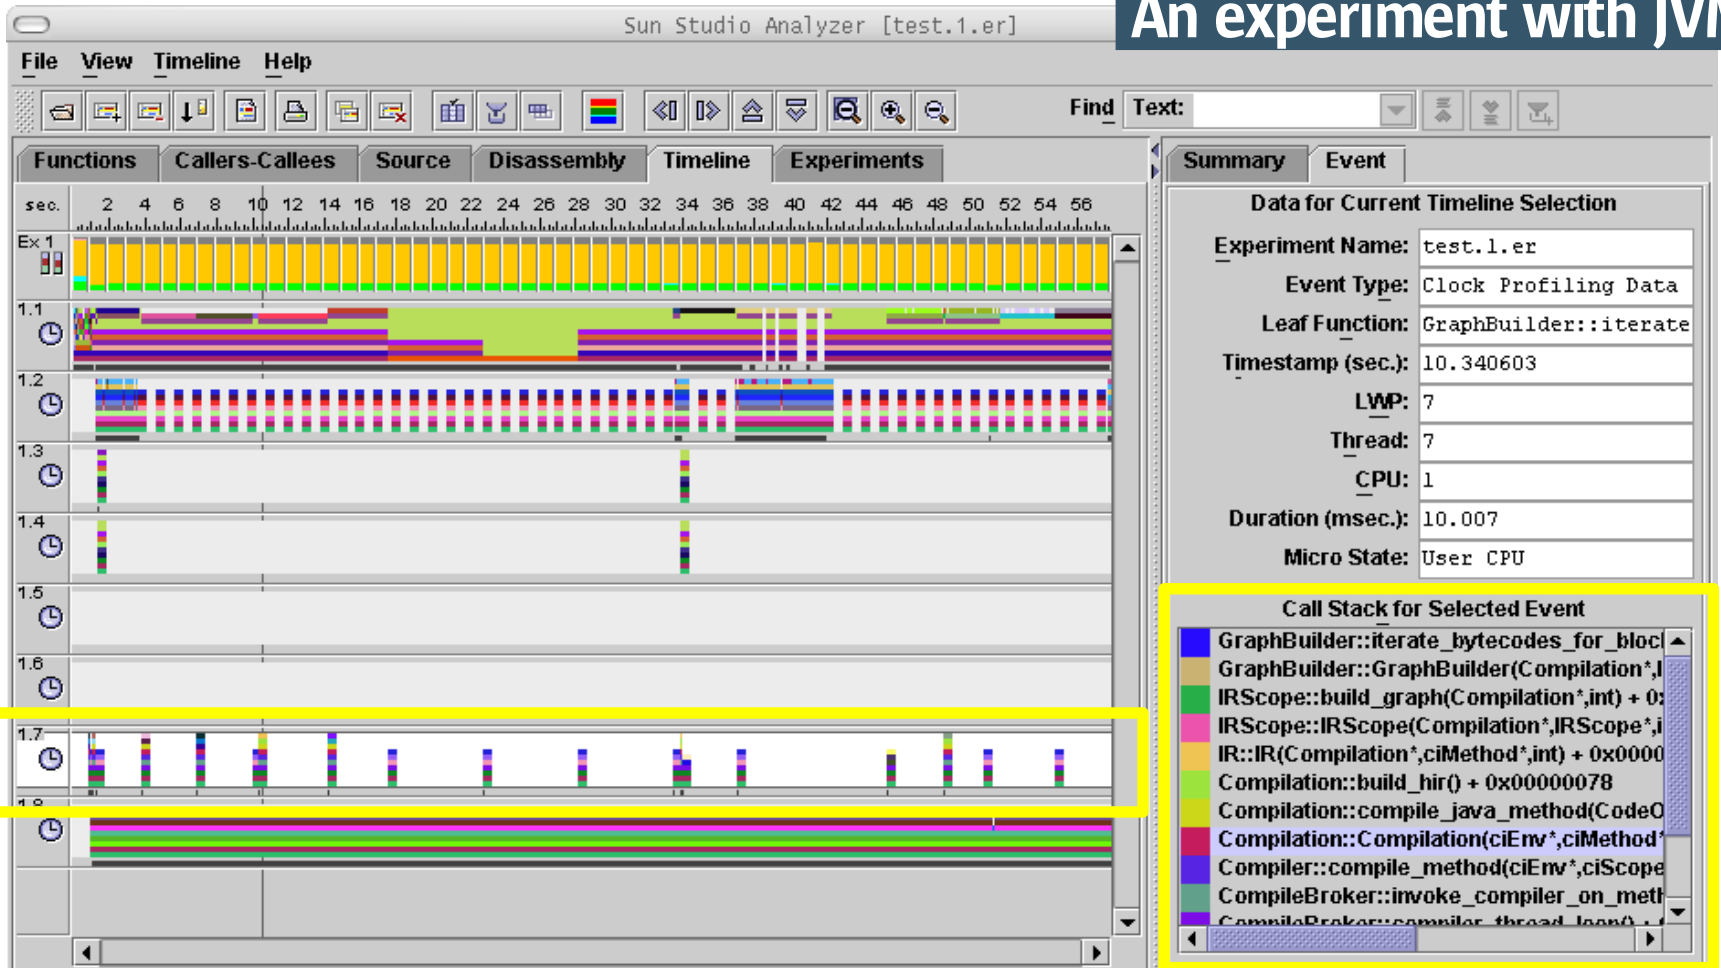 An experiment with JVM
Sun Studio Analyzer [test.1.er]
File View Timeline Help
Find Text:
Functions Callers-Callees Source Disassembly Timeline Experiments
Summary Event
sec. 2 4 6 8 10 12 14 16 18 20 22 24 26 28 30 32 34 36 38 40 42 44 46 48 50 52 54 56
Ex 1
1.1
1.2
1.3
1.4
1.5
1.6
1.7
1.8
Data for Current Timeline Selection
Experiment Name: test.1.er
Event Type: Clock Profiling Data
Leaf Function: GraphBuilder::iterate
Timestamp (sec.): 10.340603
LWP: 7
Thread: 7
CPU: 1
Duration (msec.): 10.007
Micro State: User CPU
Call Stack for Selected Event
GraphBuilder::iterate_bytecodes_for_bloc
GraphBuilder::GraphBuilder(Compilation*,I
IRScope::build_graph(Compilation*,int) + 0
IRScope::IRScope(Compilation*,IRScope*,i
IR::IR(Compilation*,ciMethod*,int) + 0x0000
Compilation::build_hir() + 0x00000078
Compilation::compile_java_method(CodeO
Compilation::Compilation(ciEnv*,ciMethod*
Compiler::compile_method(ciEnv*,ciScope
CompileBroker::invoke_compiler_on_meth
CompileBroker::compiler_thread_loop() +